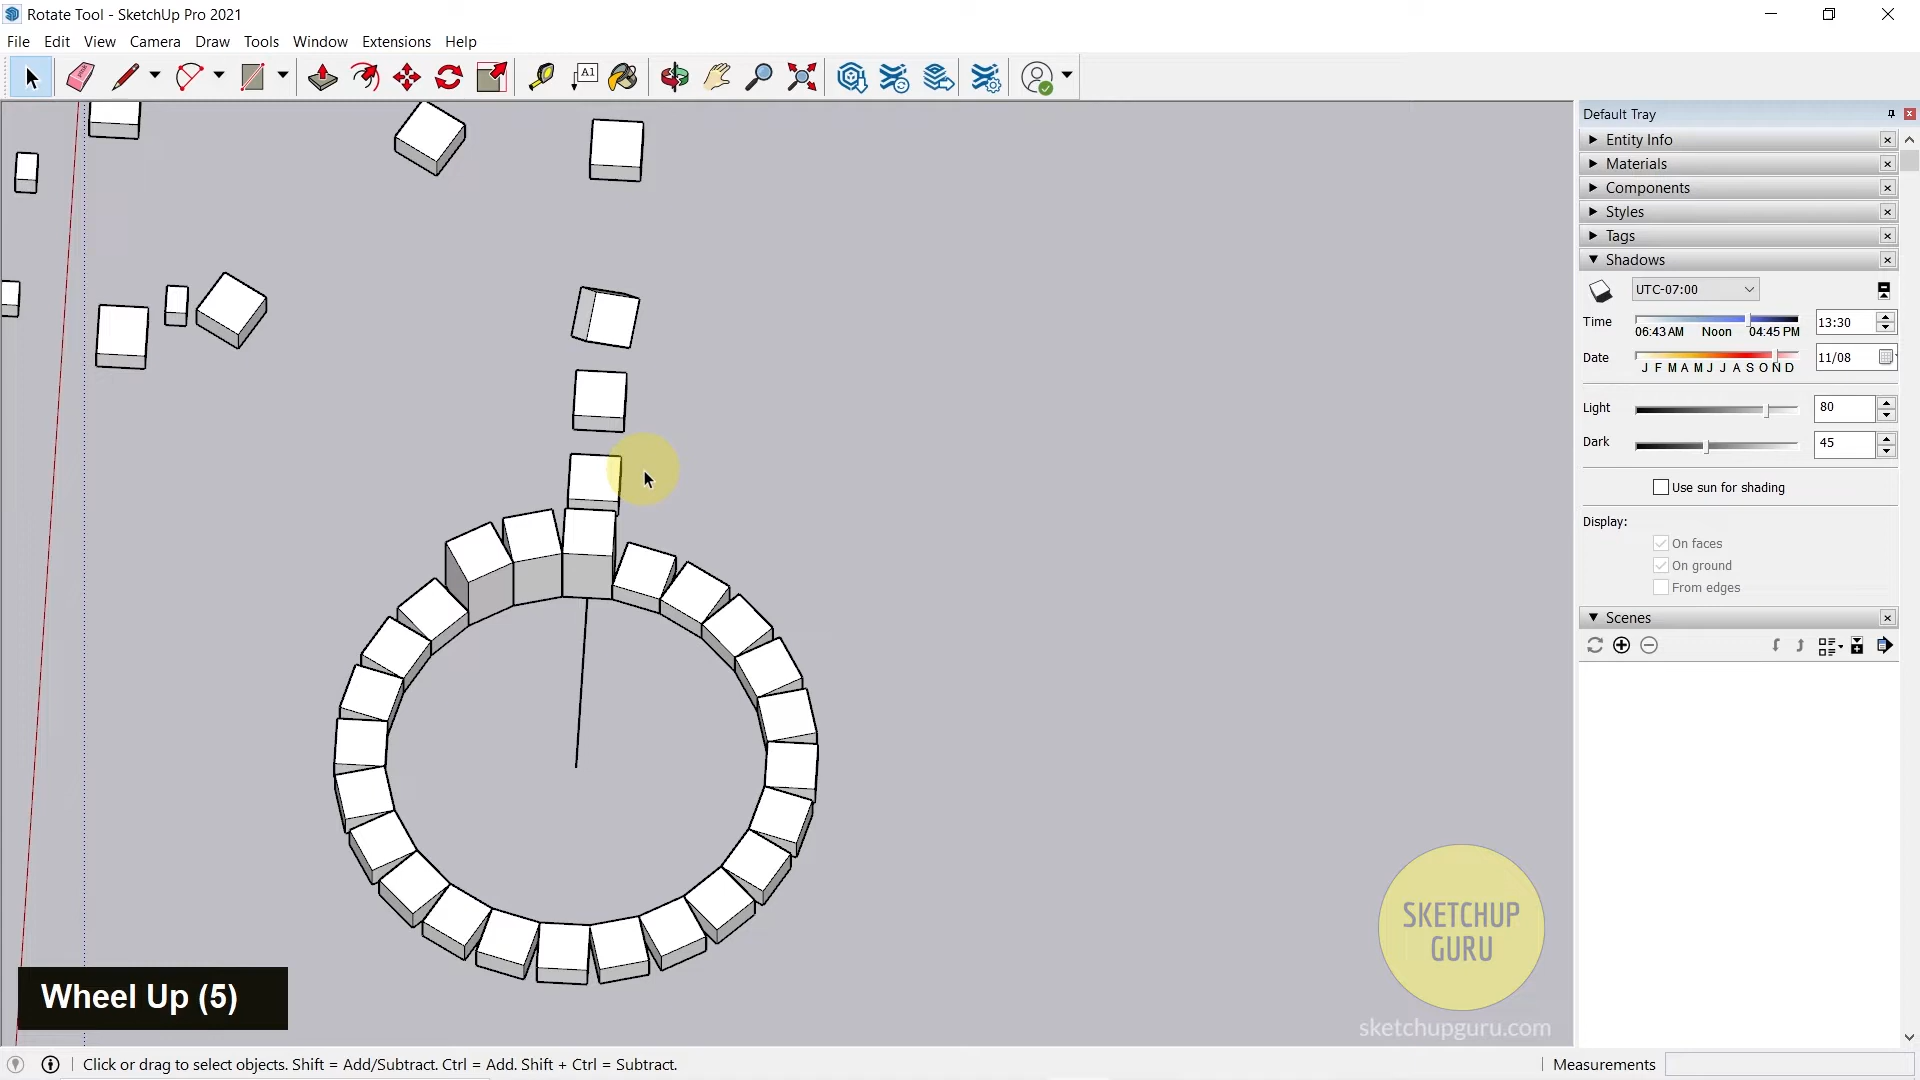 Rotate Tool - SketchUp Pro 2021
File Edit View Camera Draw Tools Window Extensions Help
A1
Default Tray
Entity Info
Materials
Components
Styles
Tags
Shadows
UTC-07:00
Time 06:43 AM Noon 04:45 PM 13:30
Date J F M A M J J A S O N D 11/08
Light 80
Dark 45
Use sun for shading
Display:
On faces
On ground
From edges
Scenes
SKETCHUP
GURU
sketchupguru.com
Wheel Up (5)
Click or drag to select objects. Shift = Add/Subtract. Ctrl = Add. Shift + Ctrl = Subtract.
Measurements